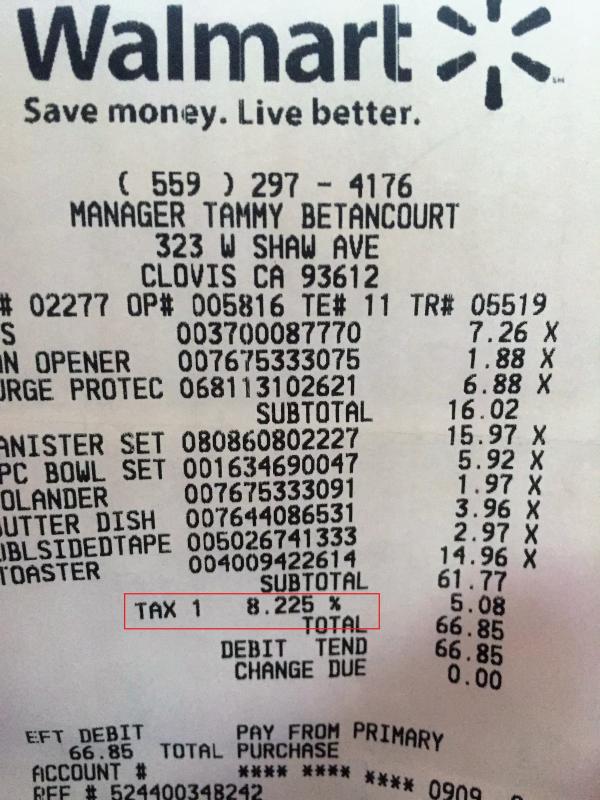 Walmart
Save money. Live better.
( 559 ) 297 - 4176
MANAGER TAMMY BETANCOURT
323 W SHAW AVE
CLOVIS CA 93612
# 02277 OP# 005816 TE# 11 TR# 05519
S 003700087770 7.26 X
N OPENER 007675333075 1.88 X
URGE PROTEC 068113102621 6.88 X
SUBTOTAL 16.02
ANISTER SET 080860802227 15.97 X
PC BOWL SET 001634690047 5.92 X
OLANDER 007675333091 1.97 X
UTTER DISH 007644086531 3.96 X
UBLSIDEDTAPE 005026741333 2.97 X
TOASTER 004009422614 14.96 X
SUBTOTAL 61.77
TAX 1 8.225 % 5.08
TOTAL 66.85
DEBIT TEND 66.85
CHANGE DUE 0.00
EFT DEBIT PAY FROM PRIMARY
66.85 TOTAL PURCHASE
ACCOUNT # **** **** **** 0909
REF # 524400348242